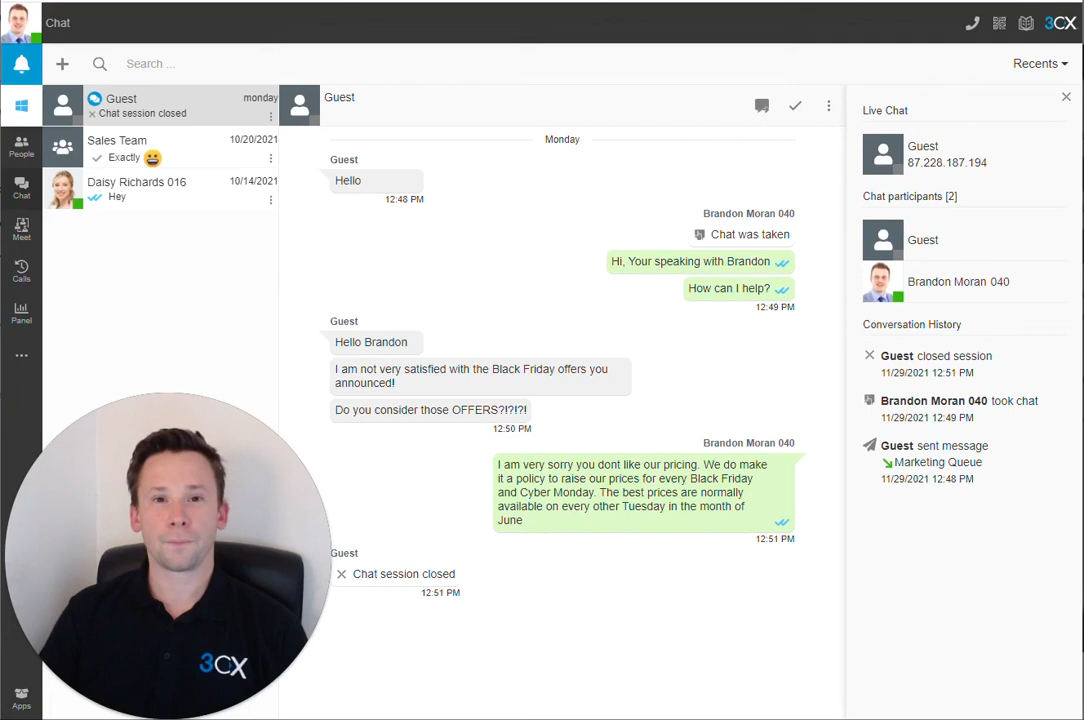 Chat
3CX
Search ...
Recents
People
Chat
Meet
Calls
Panel
Apps
Guest
monday
Chat session closed
Sales Team
10/20/2021
Exactly 😀
Daisy Richards 016
10/14/2021
Hey
Guest
Monday
Guest
Hello
12:48 PM
Brandon Moran 040
Chat was taken
Hi, Your speaking with Brandon
How can I help?
12:49 PM
Guest
Hello Brandon
I am not very satisfied with the Black Friday offers you
announced!
Do you consider those OFFERS?!?!?!
12:50 PM
Brandon Moran 040
I am very sorry you dont like our pricing. We do make
it a policy to raise our prices for every Black Friday
and Cyber Monday. The best prices are normally
available on every other Tuesday in the month of
June
12:51 PM
Guest
Chat session closed
12:51 PM
Live Chat
Guest
87.228.187.194
Chat participants [2]
Guest
Brandon Moran 040
Conversation History
Guest closed session
11/29/2021 12:51 PM
Brandon Moran 040 took chat
11/29/2021 12:49 PM
Guest sent message
Marketing Queue
11/29/2021 12:48 PM
3CX